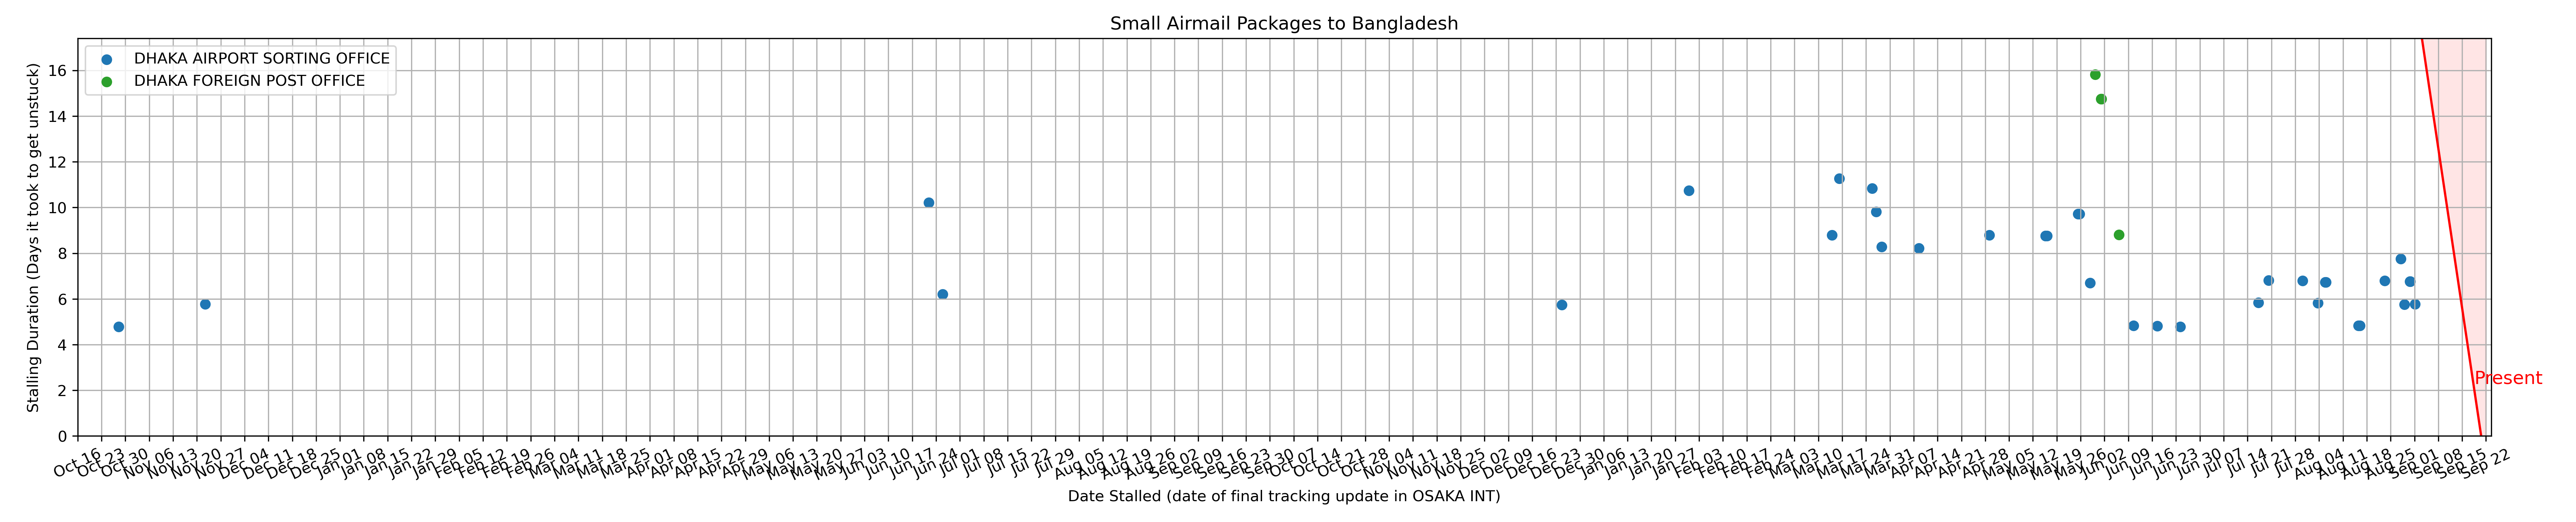 Small Airmail Packages to Bangladesh
DHAKA AIRPORT SORTING OFFICE
DHAKA FOREIGN POST OFFICE
Stalling Duration (Days it took to get unstuck)
16
14
12
10
8
6
4
2
0
Present
Oct 16 Oct 23 Oct 30 Nov 06 Nov 13 Nov 20 Nov 27 Dec 04 Dec 11 Dec 18 Dec 25 Jan 01 Jan 08 Jan 15 Jan 22 Jan 29 Feb 05 Feb 12 Feb 19 Feb 26 Mar 04 Mar 11 Mar 18 Mar 25 Apr 01 Apr 08 Apr 15 Apr 22 Apr 29 May 06 May 13 May 20 May 27 Jun 03 Jun 10 Jun 17 Jun 24 Jul 01 Jul 08 Jul 15 Jul 22 Jul 29 Aug 05 Aug 12 Aug 19 Aug 26 Sep 02 Sep 09 Sep 16 Sep 23 Sep 30 Oct 07 Oct 14 Oct 21 Oct 28 Nov 04 Nov 11 Nov 18 Nov 25 Dec 02 Dec 09 Dec 16 Dec 23 Dec 30 Jan 06 Jan 13 Jan 20 Jan 27 Feb 03 Feb 10 Feb 17 Feb 24 Mar 03 Mar 10 Mar 17 Mar 24 Mar 31 Apr 07 Apr 14 Apr 21 Apr 28 May 05 May 12 May 19 May 26 Jun 02 Jun 09 Jun 16 Jun 23 Jun 30 Jul 07 Jul 14 Jul 21 Jul 28 Aug 04 Aug 11 Aug 18 Aug 25 Sep 01 Sep 08 Sep 15 Sep 22
Date Stalled (date of final tracking update in OSAKA INT)